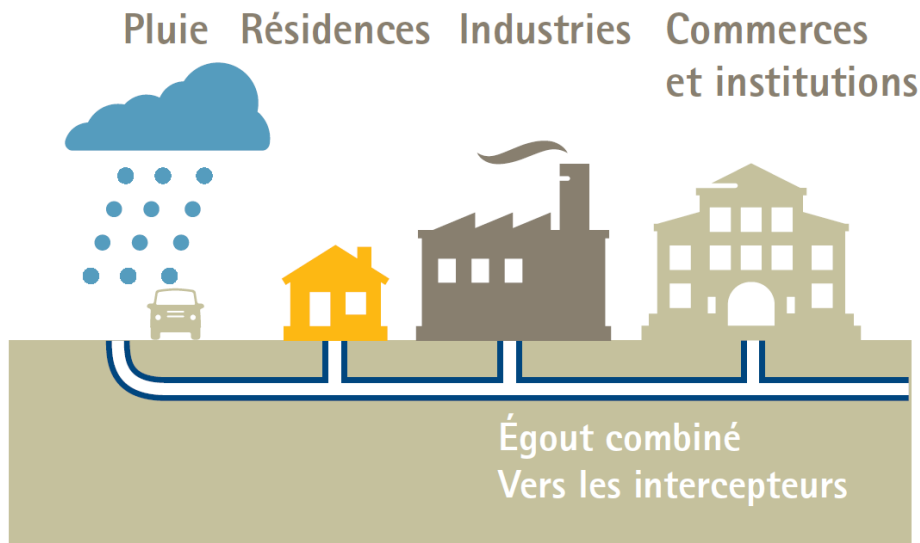 Pluie Résidences Industries Commerces
et institutions
Égout combiné
Vers les intercepteurs